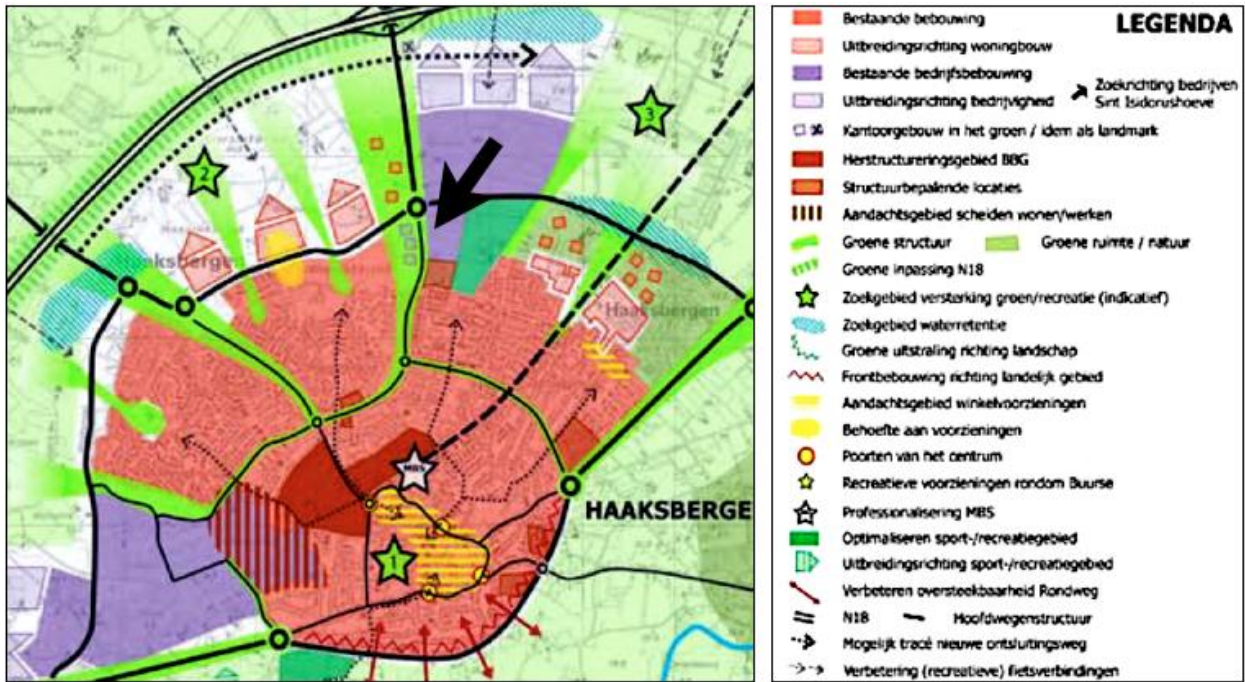 2
3
Haaksbergen
Haaksbergen
MBS
HAAKSBERGE
1
LEGENDA
Bestaande bebouwing
Uitbreidingsrichting woningbouw
Bestaande bedrijfsbebouwing
Uitbreidingsrichting bedrijvigheid
Zoekrichting bedrijven
Sint Isidorushoeve
Kantoorgebouw in het groen / idem als landmark
Herstructureringsgebied BBG
Structuurbepalende locaties
Aandachtsgebied scheiden wonen/werken
Groene structuur Groene ruimte / natuur
Groene inpassing N18
Zoekgebied versterking groen/recreatie (indicatief)
Zoekgebied waterretentie
Groene uitstraling richting landschap
Frontbebouwing richting landelijk gebied
Aandachtsgebied winkelvoorzieningen
Behoefte aan voorzieningen
Poorten van het centrum
Recreatieve voorzieningen rondom Buurse
Professionalisering MBS
Optimaliseren sport-/recreatiegebied
Uitbreidingsrichting sport-/recreatiegebied
Verbeteren oversteekbaarheid Rondweg
N18 Hoofdwegenstructuur
Mogelijk tracé nieuwe ontsluitingsweg
Verbetering (recreatieve) fietsverbindingen